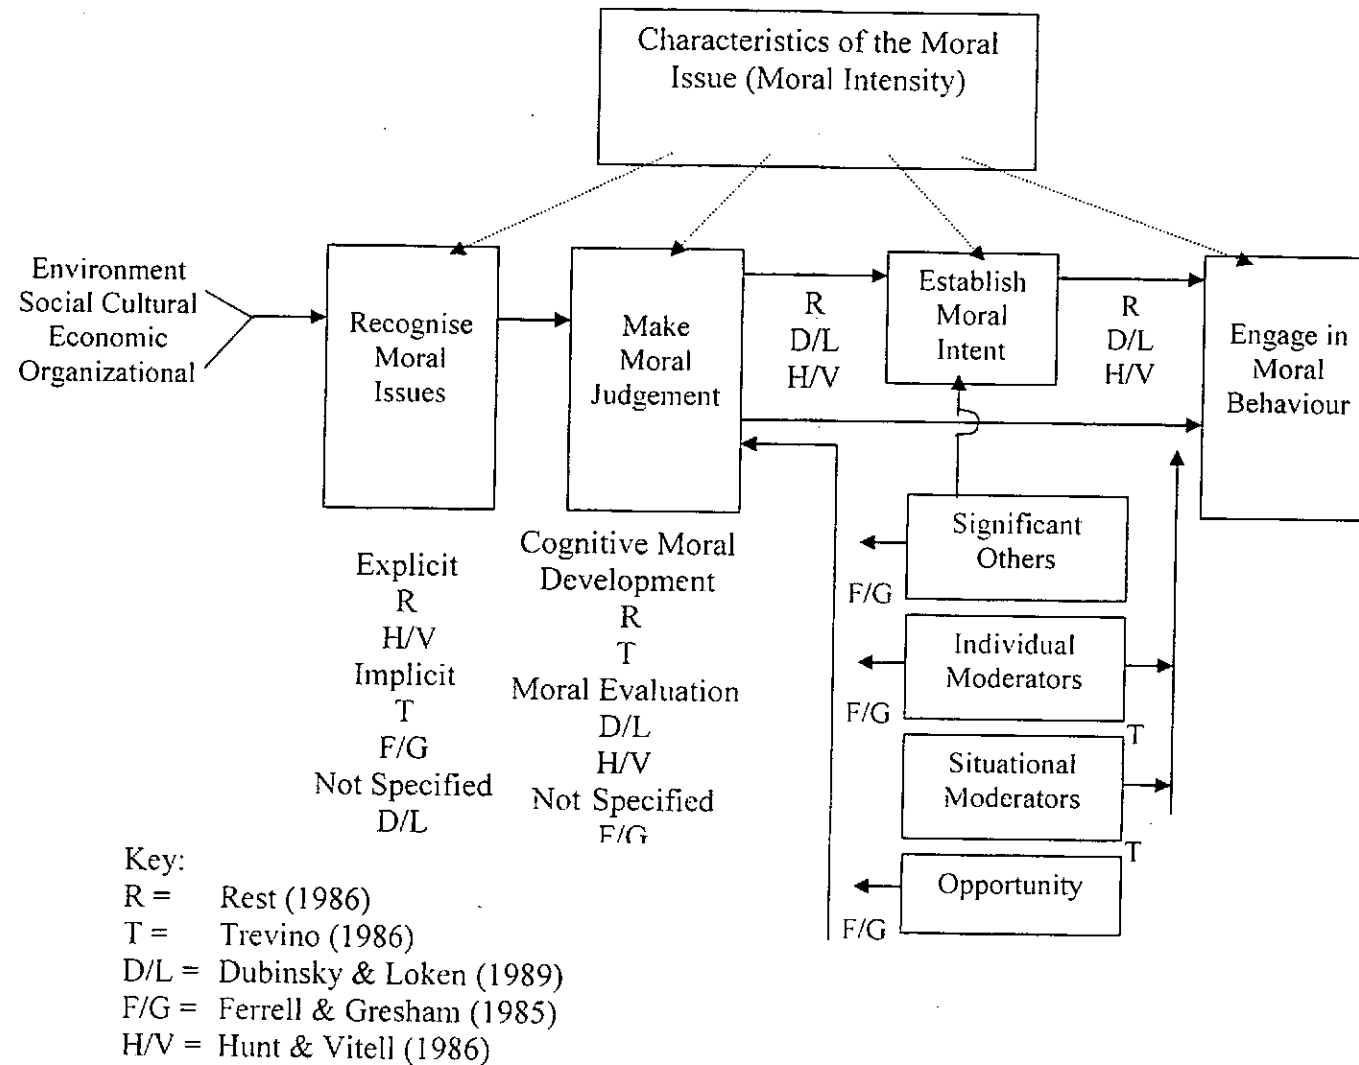 Characteristics of the Moral
Issue (Moral Intensity)
Environment
Social Cultural
Economic
Organizational
Recognise
Moral
Issues
Make
Moral
Judgement
R
D/L
H/V
Establish
Moral
Intent
R
D/L
H/V
Engage in
Moral
Behaviour
Explicit
R
H/V
Implicit
T
F/G
Not Specified
D/L
Cognitive Moral
Development
R
T
Moral Evaluation
D/L
H/V
Not Specified
F/G
Significant
Others
F/G
Individual
Moderators
F/G
T
Situational
Moderators
T
Opportunity
F/G
Key:
R = Rest (1986)
T = Trevino (1986)
D/L = Dubinsky & Loken (1989)
F/G = Ferrell & Gresham (1985)
H/V = Hunt & Vitell (1986)